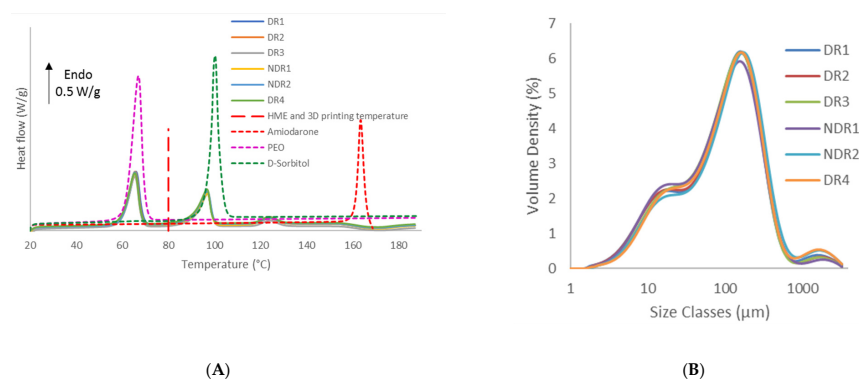 Heat flow (W/g)
Endo
0.5 W/g
DR1
DR2
DR3
NDR1
NDR2
DR4
HME and 3D printing temperature
Amiodarone
PEO
D-Sorbitol
20 40 60 80 100 120 140 160 180
Temperature (°C)
(A)
Volume Density (%)
7
6
5
4
3
2
1
0
1 10 100 1000
Size Classes (µm)
DR1
DR2
DR3
NDR1
NDR2
DR4
(B)